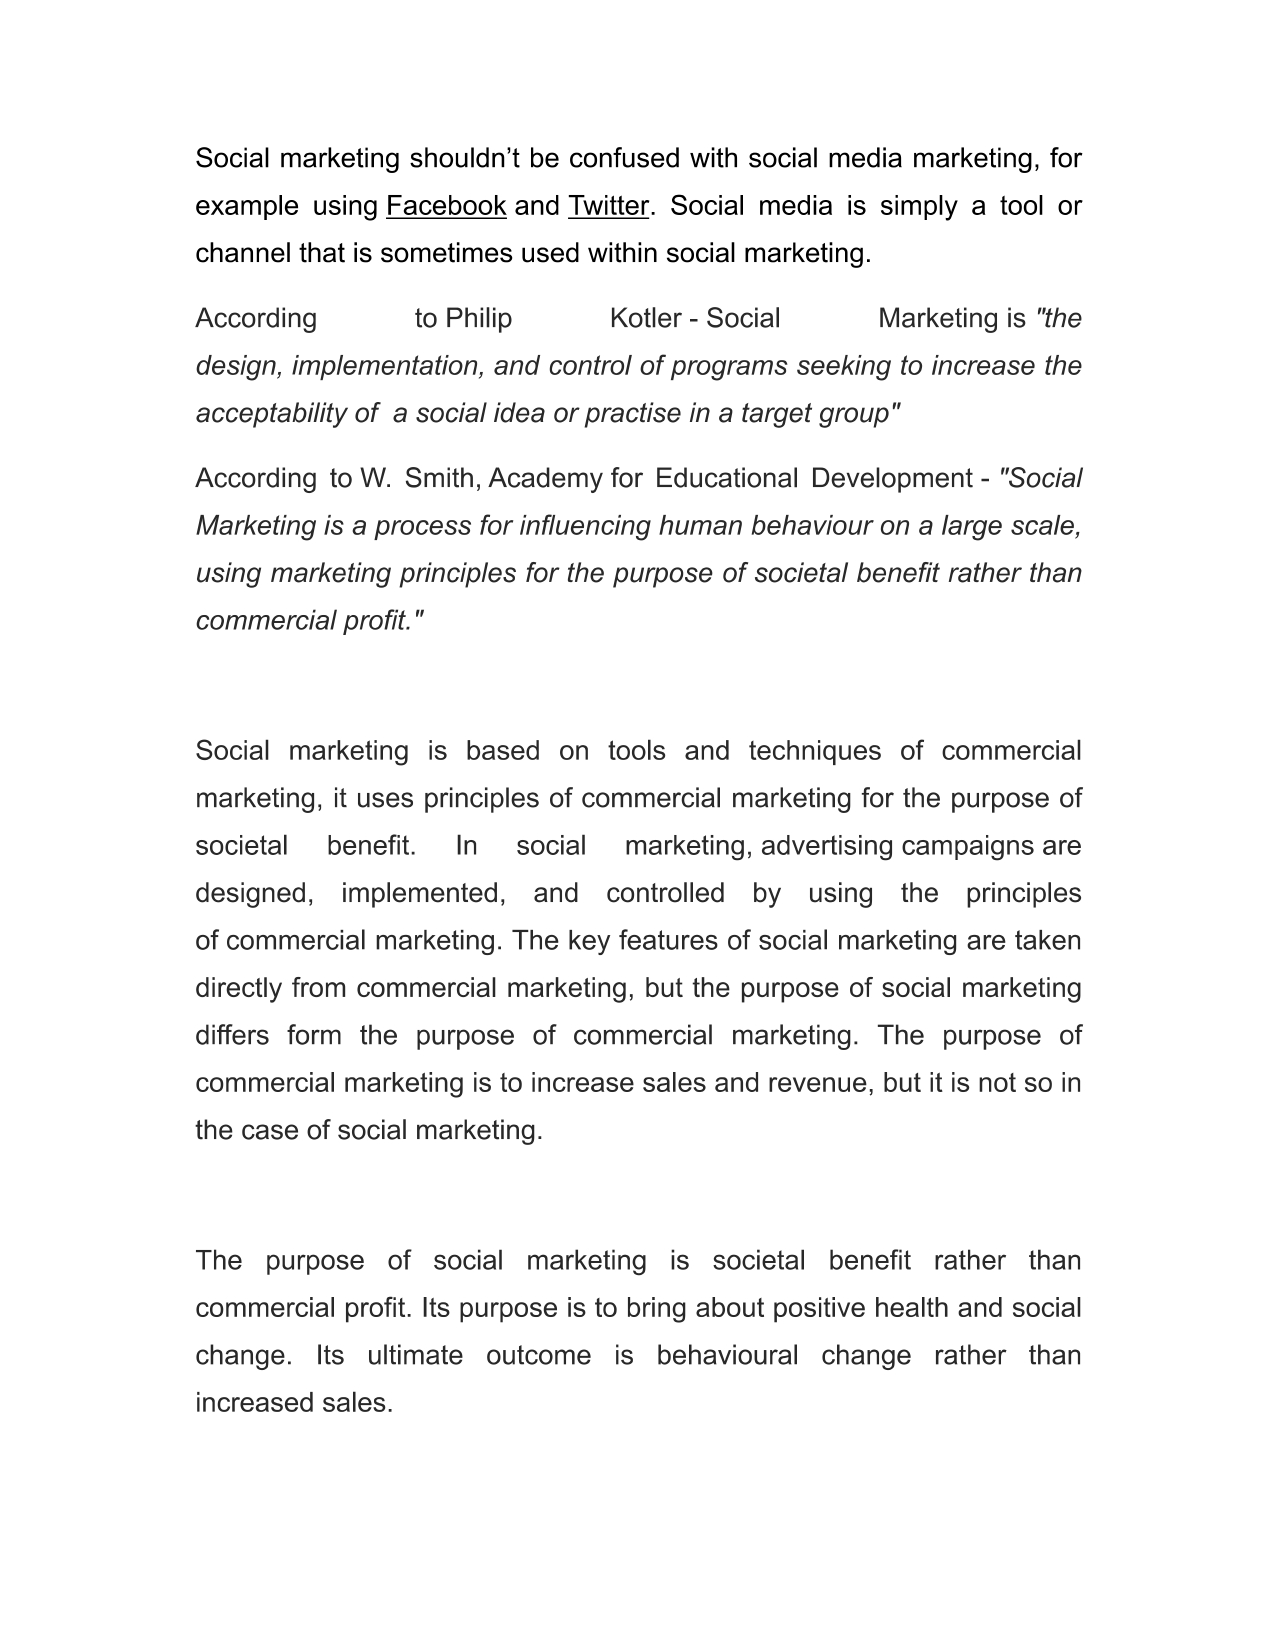 Social marketing shouldn’t be confused with social media marketing, for
example using Facebook and Twitter. Social media is simply a tool or
channel that is sometimes used within social marketing.
According to Philip Kotler - Social Marketing is "the
design, implementation, and control of programs seeking to increase the
acceptability of a social idea or practise in a target group"
According to W. Smith, Academy for Educational Development - "Social
Marketing is a process for influencing human behaviour on a large scale,
using marketing principles for the purpose of societal benefit rather than
commercial profit."
Social marketing is based on tools and techniques of commercial
marketing, it uses principles of commercial marketing for the purpose of
societal benefit. In social marketing, advertising campaigns are
designed, implemented, and controlled by using the principles
of commercial marketing. The key features of social marketing are taken
directly from commercial marketing, but the purpose of social marketing
differs form the purpose of commercial marketing. The purpose of
commercial marketing is to increase sales and revenue, but it is not so in
the case of social marketing.
The purpose of social marketing is societal benefit rather than
commercial profit. Its purpose is to bring about positive health and social
change. Its ultimate outcome is behavioural change rather than
increased sales.